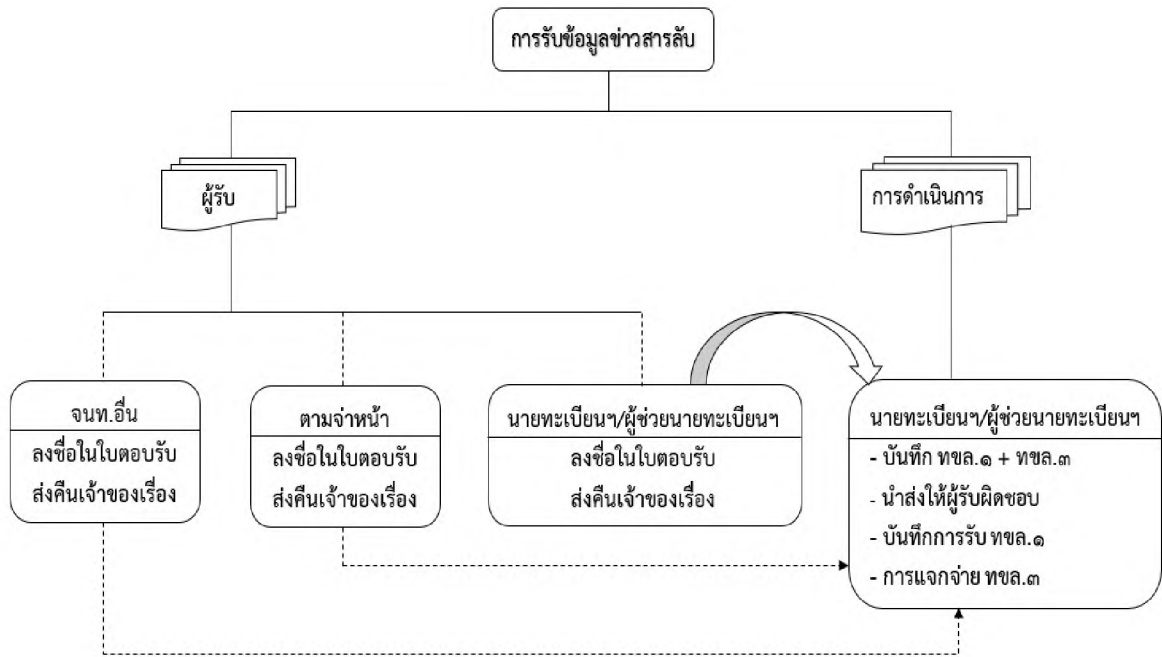 การรับข้อมูลข่าวสารลับ
ผู้รับ
การดำเนินการ
จนท.อื่น
ลงชื่อในใบตอบรับ
ส่งคืนเจ้าของเรื่อง
ตามจ่าหน้า
ลงชื่อในใบตอบรับ
ส่งคืนเจ้าของเรื่อง
นายทะเบียนฯ/ผู้ช่วยนายทะเบียนฯ
ลงชื่อในใบตอบรับ
ส่งคืนเจ้าของเรื่อง
นายทะเบียนฯ/ผู้ช่วยนายทะเบียนฯ
- บันทึก ทขล.๑ + ทขล.๓
- นำส่งให้ผู้รับผิดชอบ
- บันทึกการรับ ทขล.๑
- การแจกจ่าย ทขล.๓